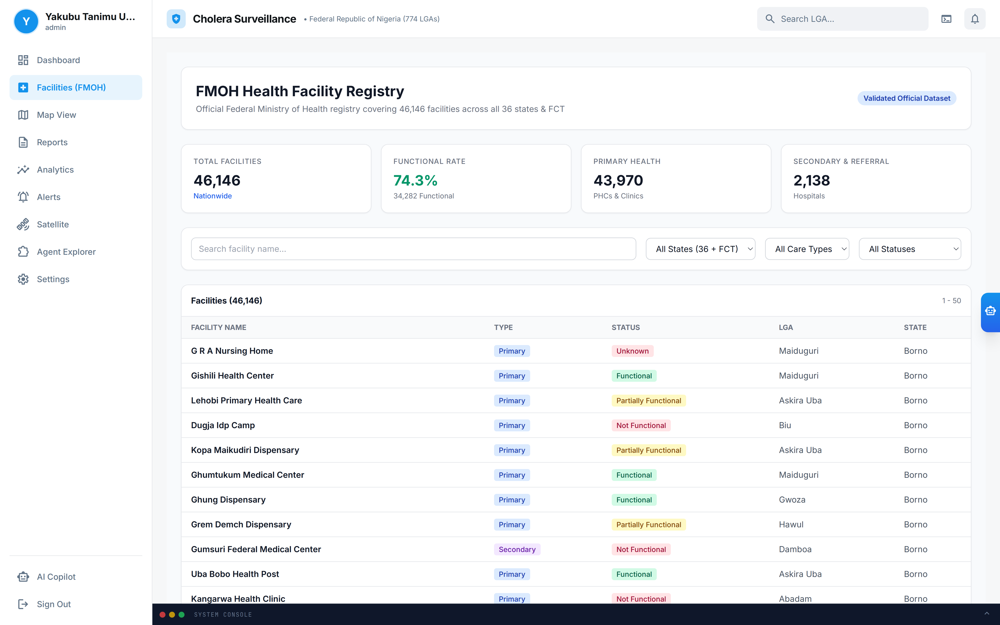 Y
Yakubu Tanimu U...
admin
Dashboard
Facilities (FMOH)
Map View
Reports
Analytics
Alerts
Satellite
Agent Explorer
Settings
AI Copilot
Sign Out
Cholera Surveillance • Federal Republic of Nigeria (774 LGAs)
Search LGA...
FMOH Health Facility Registry
Official Federal Ministry of Health registry covering 46,146 facilities across all 36 states & FCT
Validated Official Dataset
TOTAL FACILITIES
46,146
Nationwide
FUNCTIONAL RATE
74.3%
34,282 Functional
PRIMARY HEALTH
43,970
PHCs & Clinics
SECONDARY & REFERRAL
2,138
Hospitals
Search facility name... All States (36 + FCT) All Care Types All Statuses
Facilities (46,146) 1 - 50
FACILITY NAME TYPE STATUS LGA STATE
G R A Nursing Home Primary Unknown Maiduguri Borno
Gishili Health Center Primary Functional Maiduguri Borno
Lehobi Primary Health Care Primary Partially Functional Askira Uba Borno
Dugja Idp Camp Primary Not Functional Biu Borno
Kopa Maikudiri Dispensary Primary Partially Functional Askira Uba Borno
Ghumtukum Medical Center Primary Functional Maiduguri Borno
Ghung Dispensary Primary Functional Gwoza Borno
Grem Demch Dispensary Primary Partially Functional Hawul Borno
Gumsuri Federal Medical Center Secondary Not Functional Damboa Borno
Uba Bobo Health Post Primary Functional Askira Uba Borno
Kangarwa Health Clinic Primary Not Functional Abadam Borno
SYSTEM CONSOLE